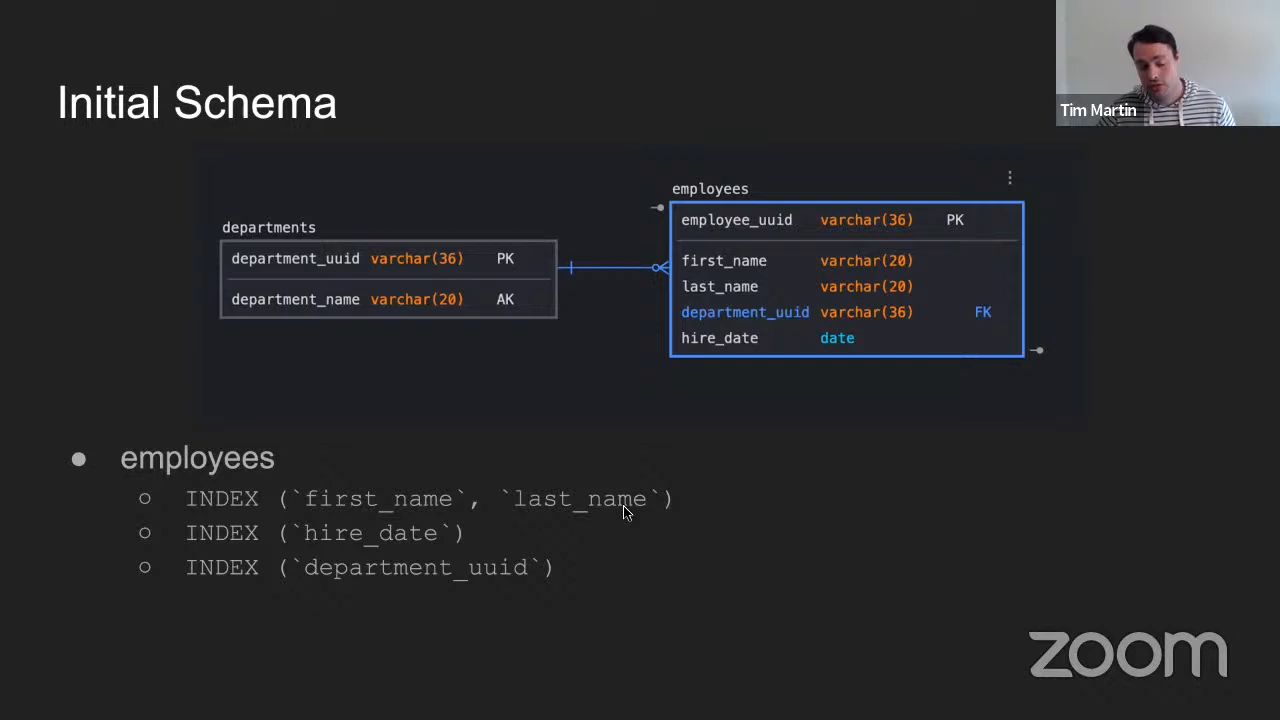 Initial Schema
Tim Martin
departments
department_uuid varchar(36) PK
department_name varchar(20) AK
employees
employee_uuid varchar(36) PK
first_name varchar(20)
last_name varchar(20)
department_uuid varchar(36) FK
hire_date date
● employees
○ INDEX (`first_name`, `last_name`)
○ INDEX (`hire_date`)
○ INDEX (`department_uuid`)
zoom